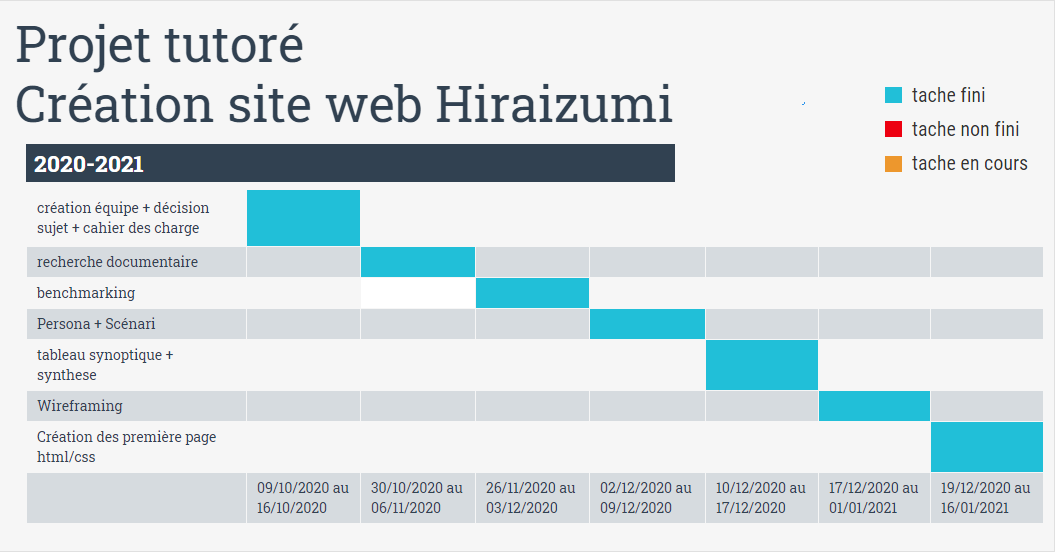 Projet tutoré
Création site web Hiraizumi
tache fini
tache non fini
tache en cours
2020-2021
création équipe + décision
sujet + cahier des charge
recherche documentaire
benchmarking
Persona + Scénari
tableau synoptique +
synthese
Wireframing
Création des première page
html/css
09/10/2020 au
16/10/2020
30/10/2020 au
06/11/2020
26/11/2020 au
03/12/2020
02/12/2020 au
09/12/2020
10/12/2020 au
17/12/2020
17/12/2020 au
01/01/2021
19/12/2020 au
16/01/2021